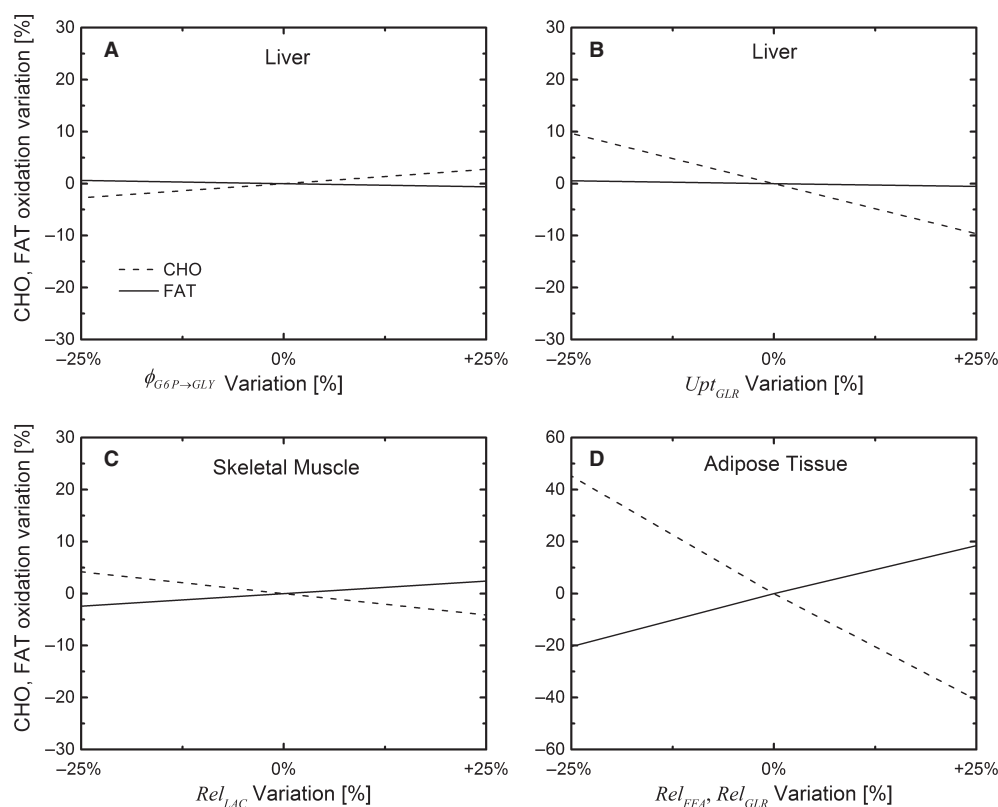 CHO, FAT oxidation variation [%]
A
Liver
30
20
10
0
–10
–20
–30
CHO
FAT
–25%
0%
+25%
ϕG6P→GLY Variation [%]
B
Liver
30
20
10
0
–10
–20
–30
–25%
0%
+25%
UptGLR Variation [%]
CHO, FAT oxidation variation [%]
C
Skeletal Muscle
30
20
10
0
–10
–20
–30
–25%
0%
+25%
RelLAC Variation [%]
D
Adipose Tissue
60
40
20
0
–20
–40
–60
–25%
0%
+25%
RelFFA, RelGLR Variation [%]